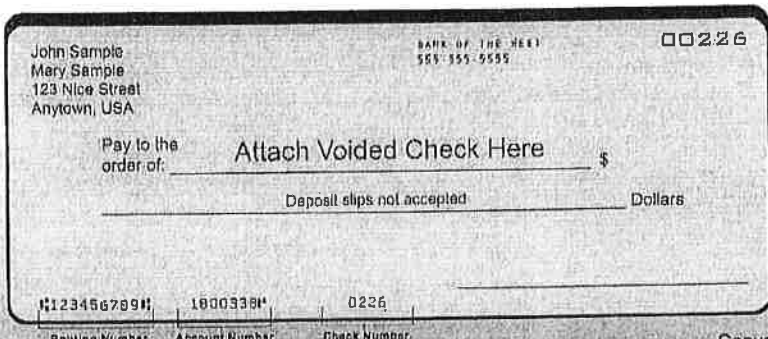 John Sample
Mary Sample
123 Nice Street
Anytown, USA
BANK OF THE WEST
555-555-5555
00226
Pay to the
order of:
Attach Voided Check Here $
Deposit slips not accepted Dollars
⑆123456789⑆ 1800338⑈ 0226
Routing Number Account Number Check Number